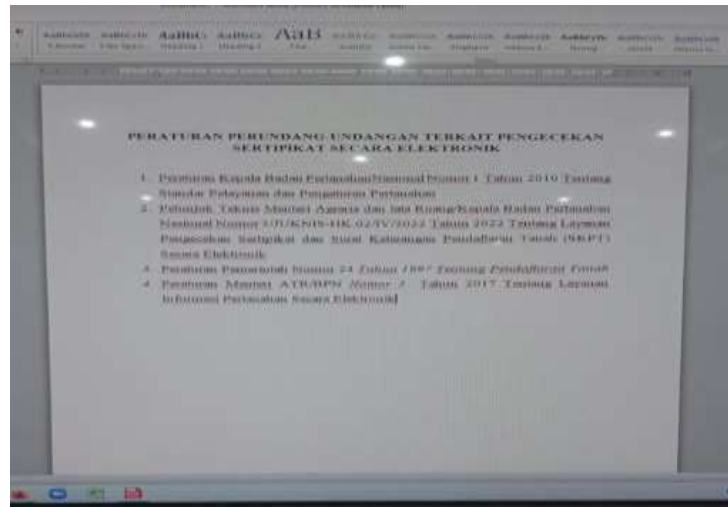 AaBbCc AaBbCc AaB
PERATURAN PERUNDANG-UNDANGAN TERKAIT PENGECEKAN
SERTIPIKAT SECARA ELEKTRONIK
1. Peraturan Kepala Badan Pertanahan Nasional Nomor 1 Tahun 2010 Tentang
Standar Pelayanan dan Pengaturan Pertanahan
2. Petunjuk Teknis Menteri Agraria dan tata Ruang/Kepala Badan Pertanahan
Nasional Nomor Tahun 2022 Tentang Layanan
Pengecekan Sertipikat dan Surat Keterangan Pendaftaran Tanah (SKPT)
Secara Elektronik
3. Peraturan Pemerintah Nomor 24 Tahun 1997 Tentang Pendaftaran Tanah
4. Peraturan Menteri ATR/BPN Nomor Tahun 2017 Tentang Layanan
Informasi Pertanahan Secara Elektronik